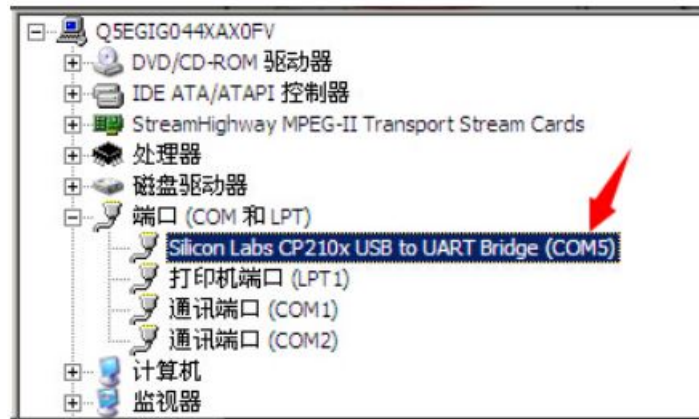 Q5EGIG044XAX0FV
DVD/CD-ROM 驱动器
IDE ATA/ATAPI 控制器
StreamHighway MPEG-II Transport Stream Cards
处理器
磁盘驱动器
端口 (COM 和 LPT)
Silicon Labs CP210x USB to UART Bridge (COM5)
打印机端口 (LPT1)
通讯端口 (COM1)
通讯端口 (COM2)
计算机
监视器